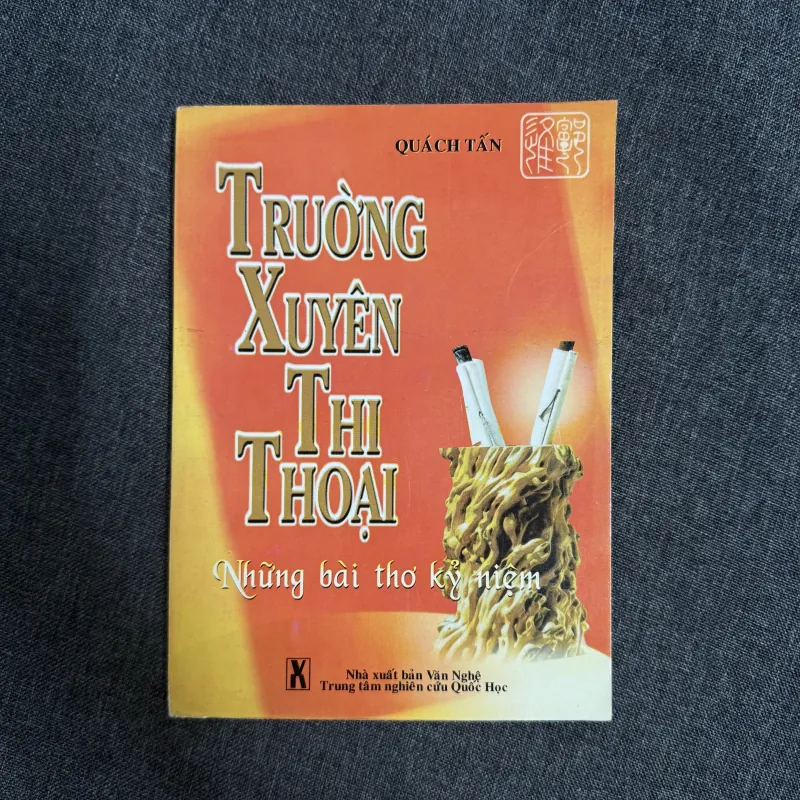 QUÁCH TẤN
TRUỜNG
XUYÊN
THI
THOẠI
Những bài thơ kỷ niệm
X
Nhà xuất bản Văn Nghệ
Trung tâm nghiên cứu Quốc Học